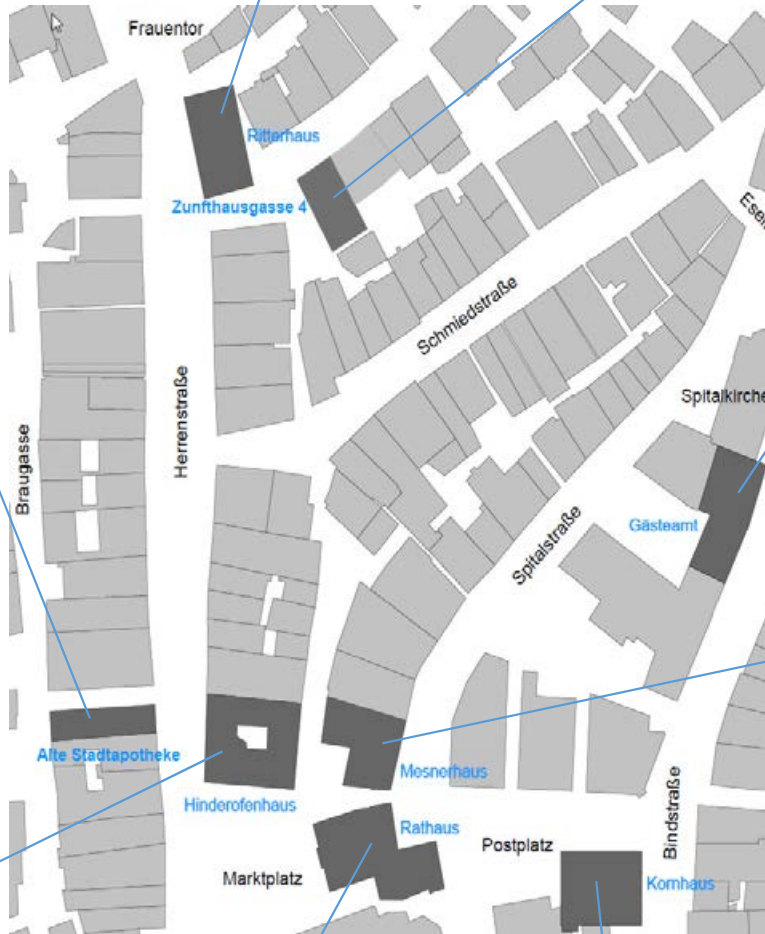 Frauentor
Ritterhaus
Zunfthausgasse 4
Schmiedstraße
Herrenstraße
Braugasse
Spitalkirche
Gästeamt
Spitalstraße
Alte Stadtapotheke
Mesnerhaus
Hinderofenhaus
Rathaus
Bindstraße
Postplatz
Marktplatz
Kornhaus